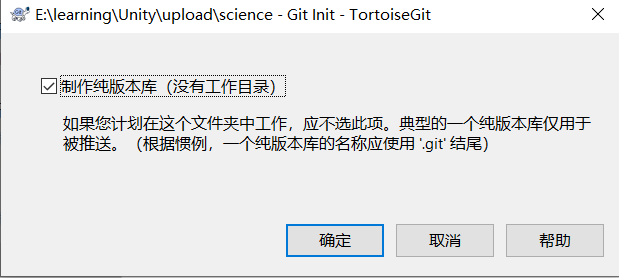 E:\learning\Unity\upload\science - Git Init - TortoiseGit
制作纯版本库（没有工作目录）
如果您计划在这个文件夹中工作，应不选此项。典型的一个纯版本库仅用于
被推送。（根据惯例，一个纯版本库的名称应使用 '.git' 结尾）
确定
取消
帮助